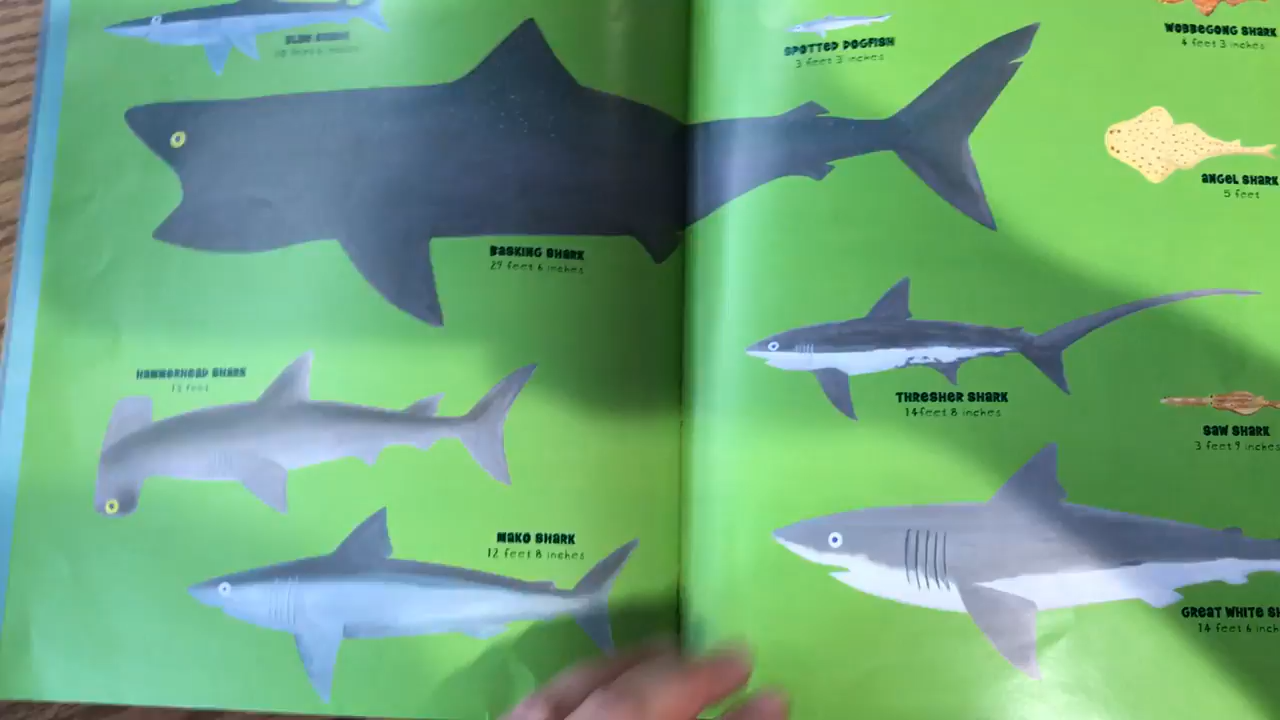 BASKING SHARK
29 feet 6 inches
HAMMERHEAD SHARK
MAKO SHARK
12 feet 8 inches
SPOTTED DOGFISH
3 feet 3 inches
WOBBEGONG SHARK
4 feet 3 inches
ANGEL SHARK
5 feet
THRESHER SHARK
14 feet 8 inches
SAW SHARK
3 feet 9 inches
GREAT WHITE
14 feet 6 inches